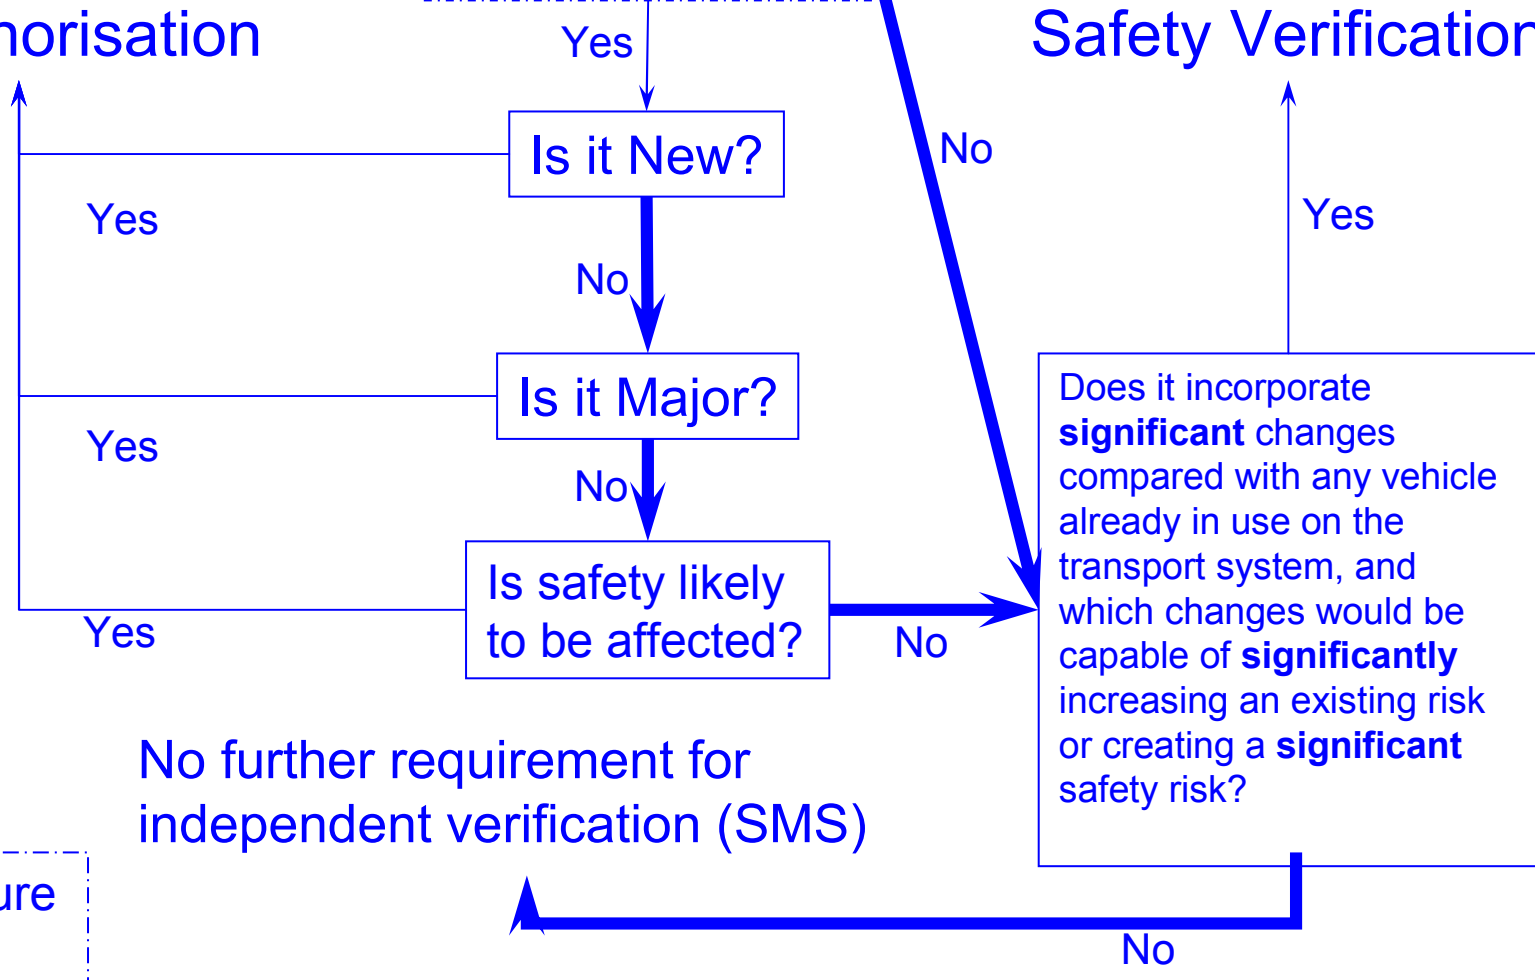 norisation
Yes
Safety Verification
Is it New?
No
Yes
Yes
No
Is it Major?
Yes
No
Does it incorporate
significant changes
compared with any vehicle
already in use on the
transport system, and
which changes would be
capable of significantly
increasing an existing risk
or creating a significant
safety risk?
Is safety likely
to be affected?
Yes
No
No further requirement for
independent verification (SMS)
ure
No